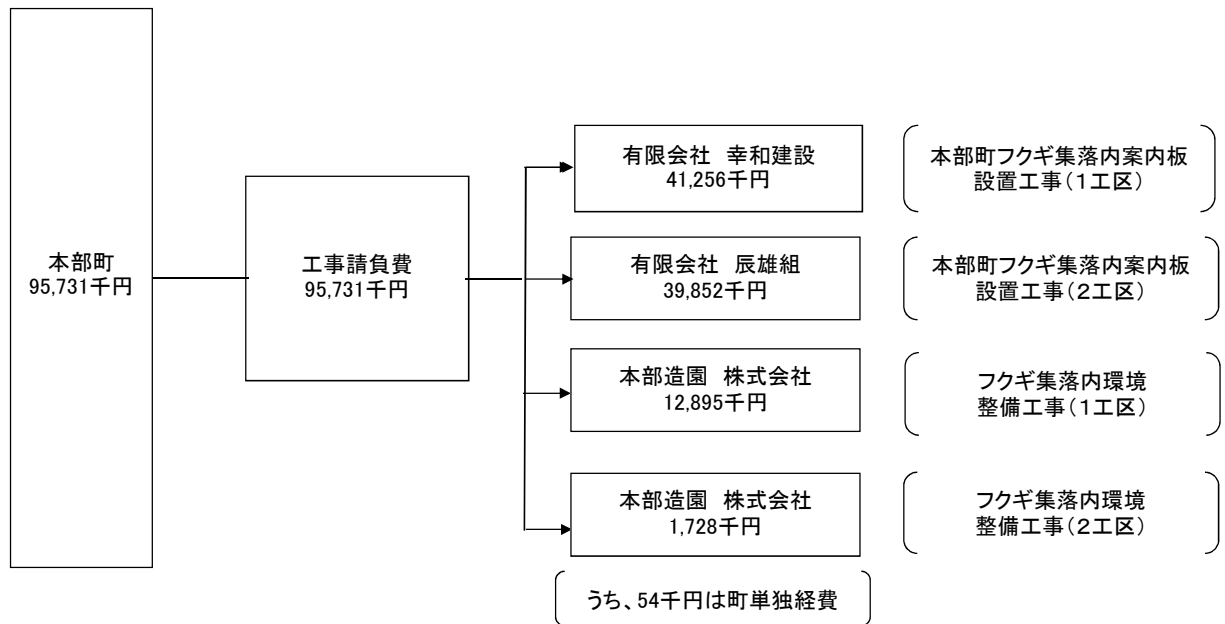 本部町
95,731千円
工事請負費
95,731千円
有限会社　幸和建設
41,256千円
本部町フクギ集落内案内板
設置工事（１工区）
有限会社　辰雄組
39,852千円
本部町フクギ集落内案内板
設置工事（２工区）
本部造園　株式会社
12,895千円
フクギ集落内環境
整備工事（１工区）
本部造園　株式会社
1,728千円
フクギ集落内環境
整備工事（２工区）
うち、54千円は町単独経費